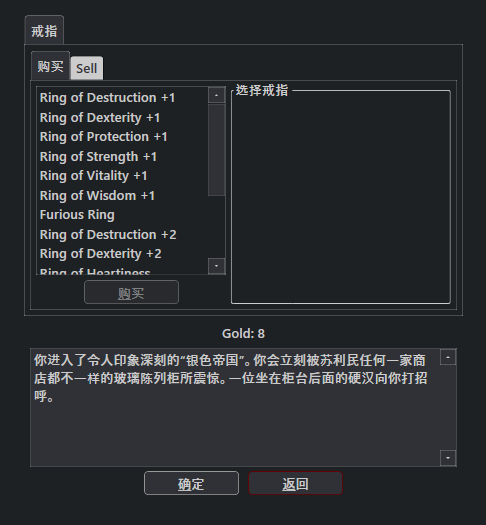 戒指
购买
Sell
Ring of Destruction +1
Ring of Dexterity +1
Ring of Protection +1
Ring of Strength +1
Ring of Vitality +1
Ring of Wisdom +1
Furious Ring
Ring of Destruction +2
Ring of Dexterity +2
Ring of Heartiness
购买
选择戒指
Gold: 8
你进入了令人印象深刻的“银色帝国”。你会立刻被苏利民任何一家商
店都不一样的玻璃陈列柜所震惊。一位坐在柜台后面的硬汉向你打招
呼。
确定
返回